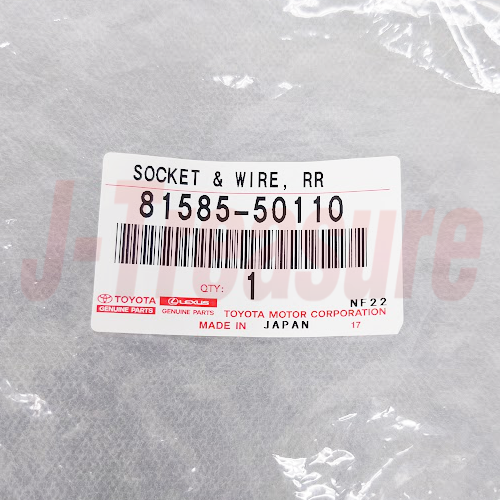 SOCKET & WIRE, RR
81585-50110
QTY: 1
TOYOTA LEXUS NF22
GENUINE PARTS GENUINE PARTS TOYOTA MOTOR CORPORATION
MADE IN JAPAN 17
J-Treasure